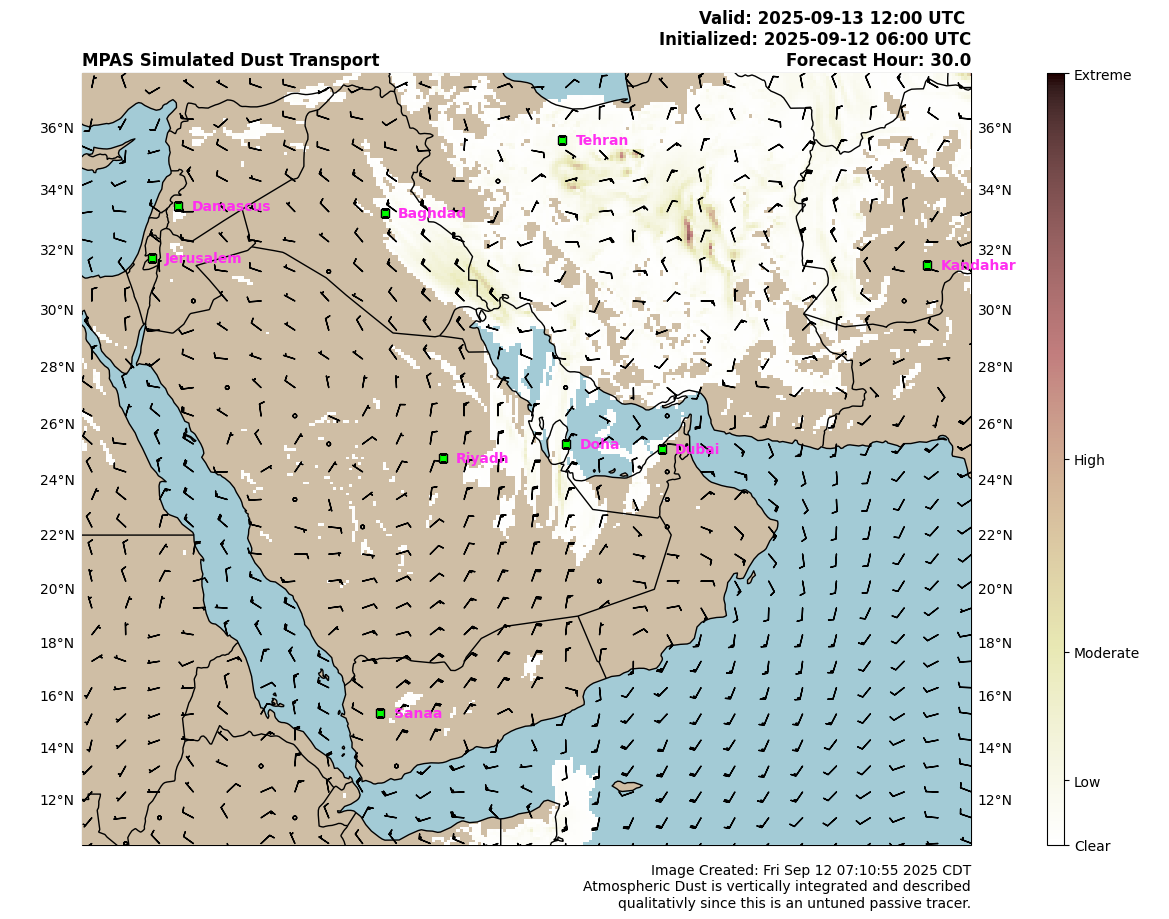 Valid: 2025-09-13 12:00 UTC
Initialized: 2025-09-12 06:00 UTC
MPAS Simulated Dust Transport
Forecast Hour: 30.0
Extreme
High
Moderate
Low
Clear
36°N
34°N
32°N
30°N
28°N
26°N
24°N
22°N
20°N
18°N
16°N
14°N
12°N
36°N
34°N
32°N
30°N
28°N
26°N
24°N
22°N
20°N
18°N
16°N
14°N
12°N
Tehran
Damascus
Baghdad
Jerusalem
Kandahar
Doha
Dubai
Riyadh
Sanaa
Image Created: Fri Sep 12 07:10:55 2025 CDT
Atmospheric Dust is vertically integrated and described
qualitativly since this is an untuned passive tracer.